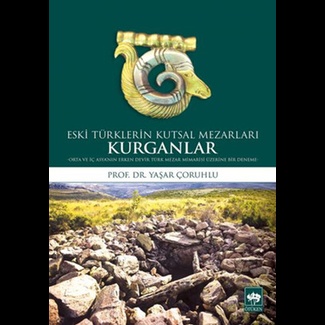 ESKİ TÜRKLERİN KUTSAL MEZARLARI
KURGANLAR
ORTA VE İÇ ASYA'NIN ERKEN DEVİR TÜRK MEZAR MİMARİSİ ÜZERİNE BİR DENEME
PROF. DR. YAŞAR ÇORUHLU
ÖTÜKEN